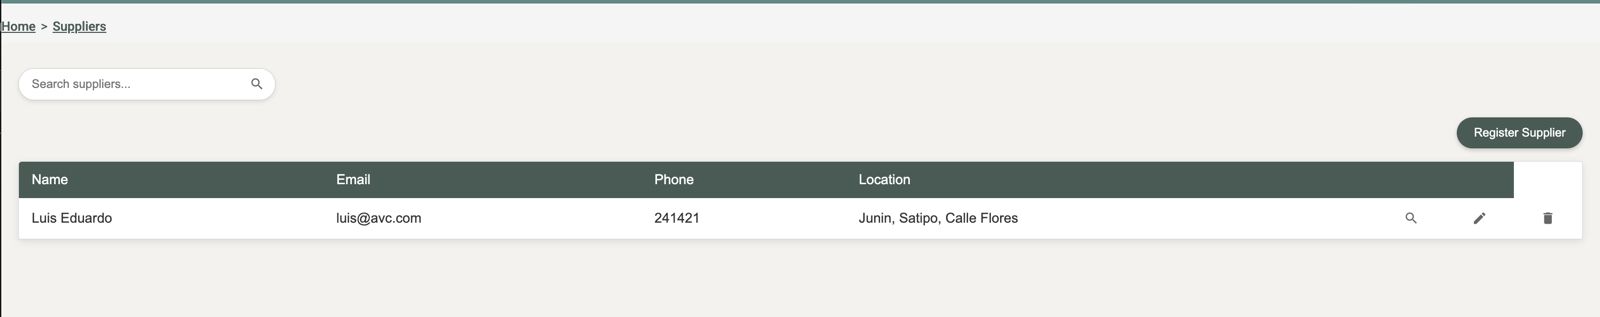 Home > Suppliers
Search suppliers...
Register Supplier
Name Email Phone Location
Luis Eduardo luis@avc.com 241421 Junin, Satipo, Calle Flores